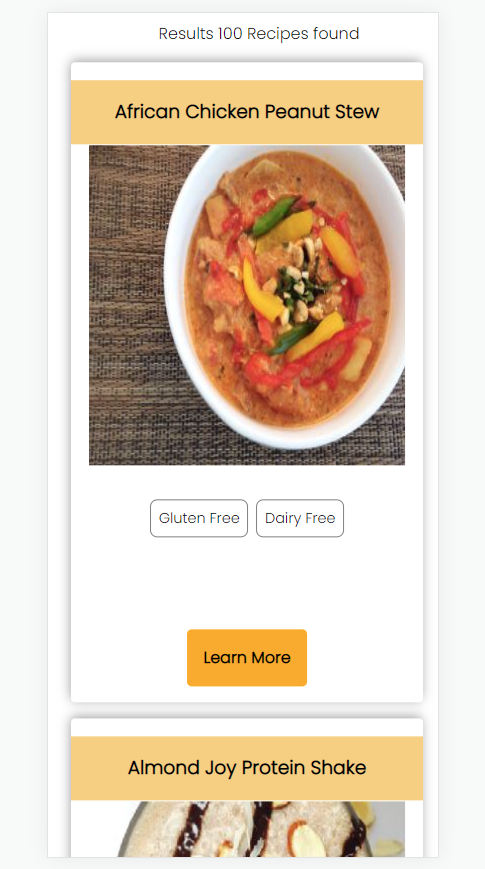 Results 100 Recipes found
African Chicken Peanut Stew
Gluten Free Dairy Free
Learn More
Almond Joy Protein Shake